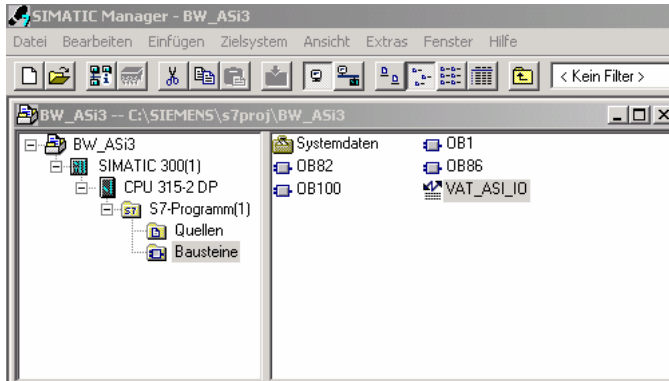 SIMATIC Manager - BW_ASi3
Datei Bearbeiten Einfügen Zielsystem Ansicht Extras Fenster Hilfe
< Kein Filter >
BW_ASi3 -- C:\SIEMENS\s7proj\BW_ASi3
BW_ASi3
SIMATIC 300(1)
CPU 315-2 DP
S7-Programm(1)
Quellen
Bausteine
Systemdaten OB1
OB82 OB86
OB100 VAT_ASI_IO